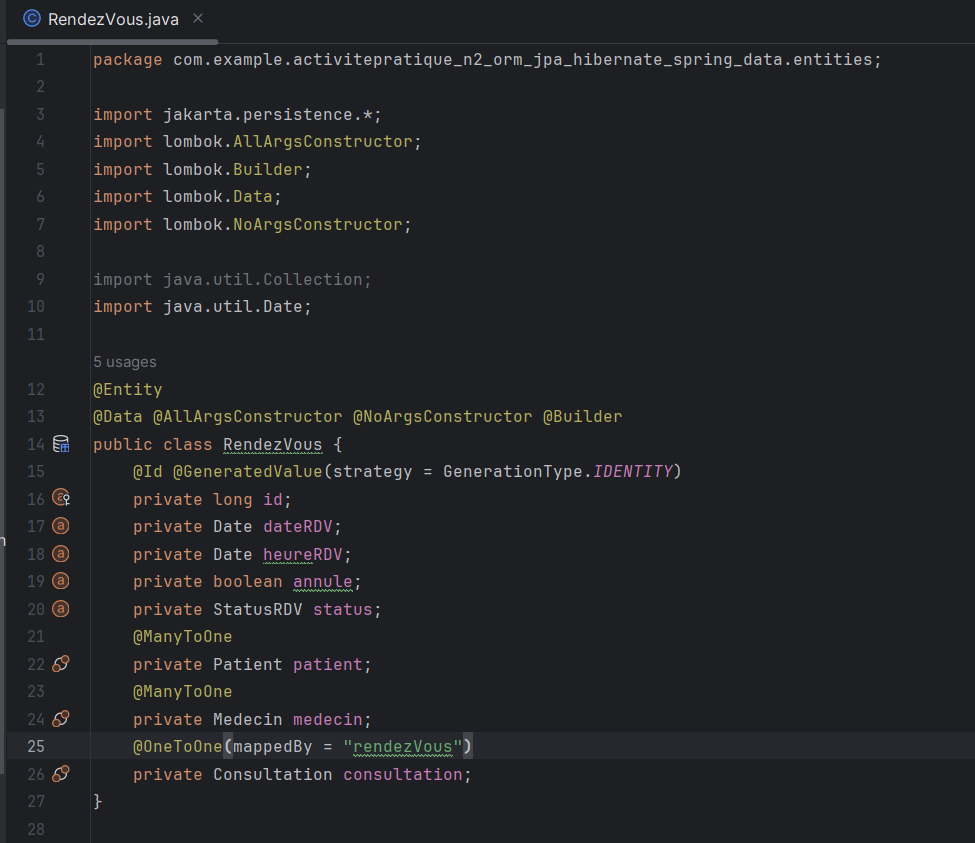 RendezVous.java
1 package com.example.activitepratique_n2_orm_jpa_hibernate_spring_data.entities;
2
3 import jakarta.persistence.*;
4 import lombok.AllArgsConstructor;
5 import lombok.Builder;
6 import lombok.Data;
7 import lombok.NoArgsConstructor;
8
9 import java.util.Collection;
10 import java.util.Date;
11
5 usages
12 @Entity
13 @Data @AllArgsConstructor @NoArgsConstructor @Builder
14 public class RendezVous {
15 @Id @GeneratedValue(strategy = GenerationType.IDENTITY)
16 private long id;
17 private Date dateRDV;
18 private Date heureRDV;
19 private boolean annule;
20 private StatusRDV status;
21 @ManyToOne
22 private Patient patient;
23 @ManyToOne
24 private Medecin medecin;
25 @OneToOne(mappedBy = "rendezVous")
26 private Consultation consultation;
27 }
28